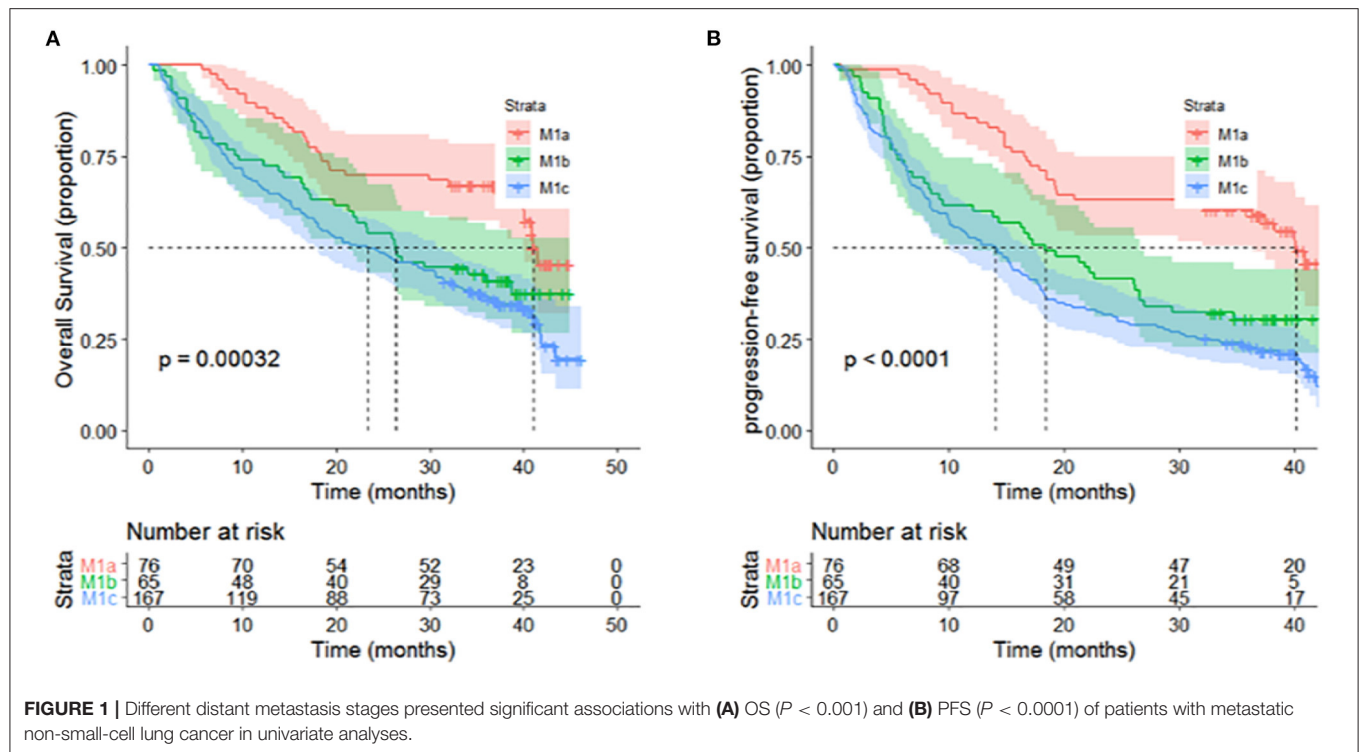 A
Overall Survival (proportion)
1.00
0.75
0.50
0.25
0.00
Strata
M1a
M1b
M1c
p = 0.00032
0 10 20 30 40 50
Time (months)
Number at risk
Strata
M1a 76 70 54 52 23 0
M1b 65 48 40 29 8 0
M1c 167 119 88 73 25 0
0 10 20 30 40 50
Time (months)
B
progression-free survival (proportion)
1.00
0.75
0.50
0.25
0.00
Strata
M1a
M1b
M1c
p < 0.0001
0 10 20 30 40
Time (months)
Number at risk
Strata
M1a 76 68 49 47 20
M1b 65 40 31 21 5
M1c 167 97 58 45 17
0 10 20 30 40
Time (months)
FIGURE 1 | Different distant metastasis stages presented significant associations with (A) OS (P < 0.001) and (B) PFS (P < 0.0001) of patients with metastatic
non-small-cell lung cancer in univariate analyses.